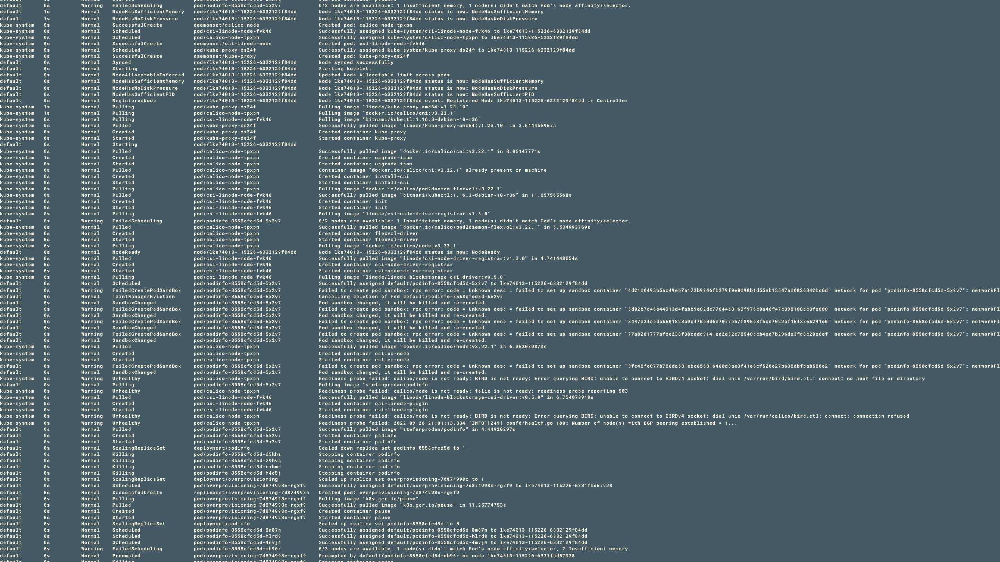 default 0s Warning FailedScheduling pod/podinfo-8558cfcd5d-5x2v7 0/2 nodes are available: 1 Insufficient memory, 1 node(s) didn't match Pod's node affinity/selector.
default 1s Normal NodeHasSufficientMemory node/lke74013-115226-6332129f84dd Node lke74013-115226-6332129f84dd status is now: NodeHasSufficientMemory
default 1s Normal NodeHasNoDiskPressure node/lke74013-115226-6332129f84dd Node lke74013-115226-6332129f84dd status is now: NodeHasNoDiskPressure
kube-system 0s Normal SuccessfulCreate daemonset/calico-node Created pod: calico-node-tpxpn
kube-system 0s Normal Scheduled pod/csi-linode-node-fvk46 Successfully assigned kube-system/csi-linode-node-fvk46 to lke74013-115226-6332129f84dd
kube-system 0s Normal Scheduled pod/calico-node-tpxpn Successfully assigned kube-system/calico-node-tpxpn to lke74013-115226-6332129f84dd
kube-system 0s Normal SuccessfulCreate daemonset/csi-linode-node Created pod: csi-linode-node-fvk46
kube-system 0s Normal Scheduled pod/kube-proxy-ds24f Successfully assigned kube-system/kube-proxy-ds24f to lke74013-115226-6332129f84dd
kube-system 0s Normal SuccessfulCreate daemonset/kube-proxy Created pod: kube-proxy-ds24f
default 0s Normal Synced node/lke74013-115226-6332129f84dd Node synced successfully
default 0s Normal Starting node/lke74013-115226-6332129f84dd Starting kubelet.
default 0s Normal NodeAllocatableEnforced node/lke74013-115226-6332129f84dd Updated Node Allocatable limit across pods
default 0s Normal NodeHasSufficientMemory node/lke74013-115226-6332129f84dd Node lke74013-115226-6332129f84dd status is now: NodeHasSufficientMemory
default 0s Normal NodeHasNoDiskPressure node/lke74013-115226-6332129f84dd Node lke74013-115226-6332129f84dd status is now: NodeHasNoDiskPressure
default 0s Normal NodeHasSufficientPID node/lke74013-115226-6332129f84dd Node lke74013-115226-6332129f84dd status is now: NodeHasSufficientPID
default 0s Normal RegisteredNode node/lke74013-115226-6332129f84dd Node lke74013-115226-6332129f84dd event: Registered Node lke74013-115226-6332129f84dd in Controller
kube-system 1s Normal Pulling pod/kube-proxy-ds24f Pulling image "linode/kube-proxy-amd64:v1.23.10"
kube-system 1s Normal Pulling pod/calico-node-tpxpn Pulling image "docker.io/calico/cni:v3.22.1"
kube-system 0s Normal Pulling pod/csi-linode-node-fvk46 Pulling image "bitnami/kubectl:1.16.3-debian-10-r36"
kube-system 0s Normal Pulled pod/kube-proxy-ds24f Successfully pulled image "linode/kube-proxy-amd64:v1.23.10" in 3.544455967s
kube-system 0s Normal Created pod/kube-proxy-ds24f Created container kube-proxy
kube-system 0s Normal Started pod/kube-proxy-ds24f Started container kube-proxy
default 0s Normal Starting node/lke74013-115226-6332129f84dd
kube-system 0s Normal Pulled pod/calico-node-tpxpn Successfully pulled image "docker.io/calico/cni:v3.22.1" in 8.06147771s
kube-system 1s Normal Created pod/calico-node-tpxpn Created container upgrade-ipam
kube-system 0s Normal Started pod/calico-node-tpxpn Started container upgrade-ipam
kube-system 0s Normal Pulled pod/calico-node-tpxpn Container image "docker.io/calico/cni:v3.22.1" already present on machine
kube-system 0s Normal Created pod/calico-node-tpxpn Created container install-cni
kube-system 0s Normal Started pod/calico-node-tpxpn Started container install-cni
kube-system 0s Normal Pulling pod/calico-node-tpxpn Pulling image "docker.io/calico/pod2daemon-flexvol:v3.22.1"
kube-system 0s Normal Pulled pod/csi-linode-node-fvk46 Successfully pulled image "bitnami/kubectl:1.16.3-debian-10-r36" in 11.657565568s
kube-system 0s Normal Created pod/csi-linode-node-fvk46 Created container init
kube-system 0s Normal Started pod/csi-linode-node-fvk46 Started container init
kube-system 0s Normal Pulling pod/csi-linode-node-fvk46 Pulling image "linode/csi-node-driver-registrar:v1.3.0"
default 0s Warning FailedScheduling pod/podinfo-8558cfcd5d-5x2v7 0/2 nodes are available: 1 Insufficient memory, 1 node(s) didn't match Pod's node affinity/selector.
kube-system 0s Normal Pulled pod/calico-node-tpxpn Successfully pulled image "docker.io/calico/pod2daemon-flexvol:v3.22.1" in 5.534993769s
kube-system 0s Normal Created pod/calico-node-tpxpn Created container flexvol-driver
kube-system 0s Normal Started pod/calico-node-tpxpn Started container flexvol-driver
kube-system 0s Normal Pulling pod/calico-node-tpxpn Pulling image "docker.io/calico/node:v3.22.1"
default 0s Normal NodeReady node/lke74013-115226-6332129f84dd Node lke74013-115226-6332129f84dd status is now: NodeReady
kube-system 0s Normal Pulled pod/csi-linode-node-fvk46 Successfully pulled image "linode/csi-node-driver-registrar:v1.3.0" in 4.741448054s
kube-system 0s Normal Created pod/csi-linode-node-fvk46 Created container csi-node-driver-registrar
kube-system 0s Normal Started pod/csi-linode-node-fvk46 Started container csi-node-driver-registrar
kube-system 0s Normal Pulling pod/csi-linode-node-fvk46 Pulling image "linode/linode-blockstorage-csi-driver:v0.5.0"
default 0s Normal Scheduled pod/podinfo-8558cfcd5d-5x2v7 Successfully assigned default/podinfo-8558cfcd5d-5x2v7 to lke74013-115226-6332129f84dd
default 0s Warning FailedCreatePodSandBox pod/podinfo-8558cfcd5d-5x2v7 Failed to create pod sandbox: rpc error: code = Unknown desc = failed to set up sandbox container "4d21d0493b5ac49eb7a173b9946fb379f9e0d98b1d55ab13547ad0826842bc6d" network for pod "podinfo-8558cfcd5d-5x2v7": networkPl
default 0s Normal TaintManagerEviction pod/podinfo-8558cfcd5d-5x2v7 Cancelling deletion of Pod default/podinfo-8558cfcd5d-5x2v7
default 0s Normal SandboxChanged pod/podinfo-8558cfcd5d-5x2v7 Pod sandbox changed, it will be killed and re-created.
default 0s Warning FailedCreatePodSandBox pod/podinfo-8558cfcd5d-5x2v7 Failed to create pod sandbox: rpc error: code = Unknown desc = failed to set up sandbox container "5d02b7c46e44913d4fabb9e02dc77044a3163f976c0a46f47c398108ac3fa000" network for pod "podinfo-8558cfcd5d-5x2v7": networkPl
default 0s Normal SandboxChanged pod/podinfo-8558cfcd5d-5x2v7 Pod sandbox changed, it will be killed and re-created.
default 0s Warning FailedCreatePodSandBox pod/podinfo-8558cfcd5d-5x2v7 Failed to create pod sandbox: rpc error: code = Unknown desc = failed to set up sandbox container "3447a34aeda5501828a9c476e0d6d7077eb7f895c8fbcd7022af1643865241c6" network for pod "podinfo-8558cfcd5d-5x2v7": networkPl
default 0s Normal SandboxChanged pod/podinfo-8558cfcd5d-5x2v7 Pod sandbox changed, it will be killed and re-created.
default 0s Warning FailedCreatePodSandBox pod/podinfo-8558cfcd5d-5x2v7 Failed to create pod sandbox: rpc error: code = Unknown desc = failed to set up sandbox container "77a8281777afde238f38cddc9141ed2e52c78540ccb4ad7b296da3fc8c20a6ef" network for pod "podinfo-8558cfcd5d-5x2v7": networkPl
default 0s Normal SandboxChanged pod/podinfo-8558cfcd5d-5x2v7 Pod sandbox changed, it will be killed and re-created.
kube-system 0s Normal Pulled pod/calico-node-tpxpn Successfully pulled image "docker.io/calico/node:v3.22.1" in 6.353089879s
kube-system 0s Normal Created pod/calico-node-tpxpn Created container calico-node
kube-system 0s Normal Started pod/calico-node-tpxpn Started container calico-node
default 0s Warning FailedCreatePodSandBox pod/podinfo-8558cfcd5d-5x2v7 Failed to create pod sandbox: rpc error: code = Unknown desc = failed to set up sandbox container "0fc48fe077b786da531ebc656016468d3ae3f41e6cf520e27b638dbfbab580e2" network for pod "podinfo-8558cfcd5d-5x2v7": networkPl
default 0s Normal SandboxChanged pod/podinfo-8558cfcd5d-5x2v7 Pod sandbox changed, it will be killed and re-created.
kube-system 0s Warning Unhealthy pod/calico-node-tpxpn Readiness probe failed: calico/node is not ready: BIRD is not ready: Error querying BIRD: unable to connect to BIRDv4 socket: dial unix /var/run/bird/bird.ctl: connect: no such file or directory
default 0s Normal Pulling pod/podinfo-8558cfcd5d-5x2v7 Pulling image "stefanprodan/podinfo"
kube-system 0s Warning Unhealthy pod/calico-node-tpxpn Readiness probe failed: calico/node is not ready: felix is not ready: readiness probe reporting 503
kube-system 0s Normal Pulled pod/csi-linode-node-fvk46 Successfully pulled image "linode/linode-blockstorage-csi-driver:v0.5.0" in 6.754070918s
kube-system 0s Normal Created pod/csi-linode-node-fvk46 Created container csi-linode-plugin
kube-system 0s Normal Started pod/csi-linode-node-fvk46 Started container csi-linode-plugin
kube-system 0s Warning Unhealthy pod/calico-node-tpxpn Readiness probe failed: calico/node is not ready: BIRD is not ready: Error querying BIRD: unable to connect to BIRDv4 socket: dial unix /var/run/calico/bird.ctl: connect: connection refused
kube-system 0s Warning Unhealthy pod/calico-node-tpxpn Readiness probe failed: 2022-09-26 21:01:13.334 [INFO][249] confd/health.go 180: Number of node(s) with BGP peering established = 1...
default 0s Normal Pulled pod/podinfo-8558cfcd5d-5x2v7 Successfully pulled image "stefanprodan/podinfo" in 4.44920297s
default 0s Normal Created pod/podinfo-8558cfcd5d-5x2v7 Created container podinfo
default 0s Normal Started pod/podinfo-8558cfcd5d-5x2v7 Started container podinfo
default 0s Normal ScalingReplicaSet deployment/podinfo Scaled down replica set podinfo-8558cfcd5d to 1
default 0s Normal Killing pod/podinfo-8558cfcd5d-d5khs Stopping container podinfo
default 0s Normal Killing pod/podinfo-8558cfcd5d-z9hvq Stopping container podinfo
default 0s Normal Killing pod/podinfo-8558cfcd5d-rxbmc Stopping container podinfo
default 0s Normal Killing pod/podinfo-8558cfcd5d-h4c5j Stopping container podinfo
default 0s Normal ScalingReplicaSet deployment/overprovisioning Scaled up replica set overprovisioning-7d874998c to 1
default 0s Normal Scheduled pod/overprovisioning-7d874998c-rgxf9 Successfully assigned default/overprovisioning-7d874998c-rgxf9 to lke74013-115226-6331fbd57928
default 0s Normal SuccessfulCreate replicaset/overprovisioning-7d874998c Created pod: overprovisioning-7d874998c-rgxf9
default 0s Normal Pulling pod/overprovisioning-7d874998c-rgxf9 Pulling image "k8s.gcr.io/pause"
default 0s Normal Pulled pod/overprovisioning-7d874998c-rgxf9 Successfully pulled image "k8s.gcr.io/pause" in 11.25774753s
default 0s Normal Created pod/overprovisioning-7d874998c-rgxf9 Created container pause
default 0s Normal Started pod/overprovisioning-7d874998c-rgxf9 Started container pause
default 0s Normal ScalingReplicaSet deployment/podinfo Scaled up replica set podinfo-8558cfcd5d to 5
default 0s Normal Scheduled pod/podinfo-8558cfcd5d-8m87n Successfully assigned default/podinfo-8558cfcd5d-8m87n to lke74013-115226-6332129f84dd
default 0s Normal Scheduled pod/podinfo-8558cfcd5d-hlrd8 Successfully assigned default/podinfo-8558cfcd5d-hlrd8 to lke74013-115226-6332129f84dd
default 0s Normal Scheduled pod/podinfo-8558cfcd5d-4mvj4 Successfully assigned default/podinfo-8558cfcd5d-4mvj4 to lke74013-115226-6332129f84dd
default 0s Warning FailedScheduling pod/podinfo-8558cfcd5d-mh96r 0/3 nodes are available: 1 node(s) didn't match Pod's node affinity/selector, 2 Insufficient memory.
default 0s Normal Preempted pod/overprovisioning-7d874998c-rgxf9 Preempted by default/podinfo-8558cfcd5d-mh96r on node lke74013-115226-6331fbd57928